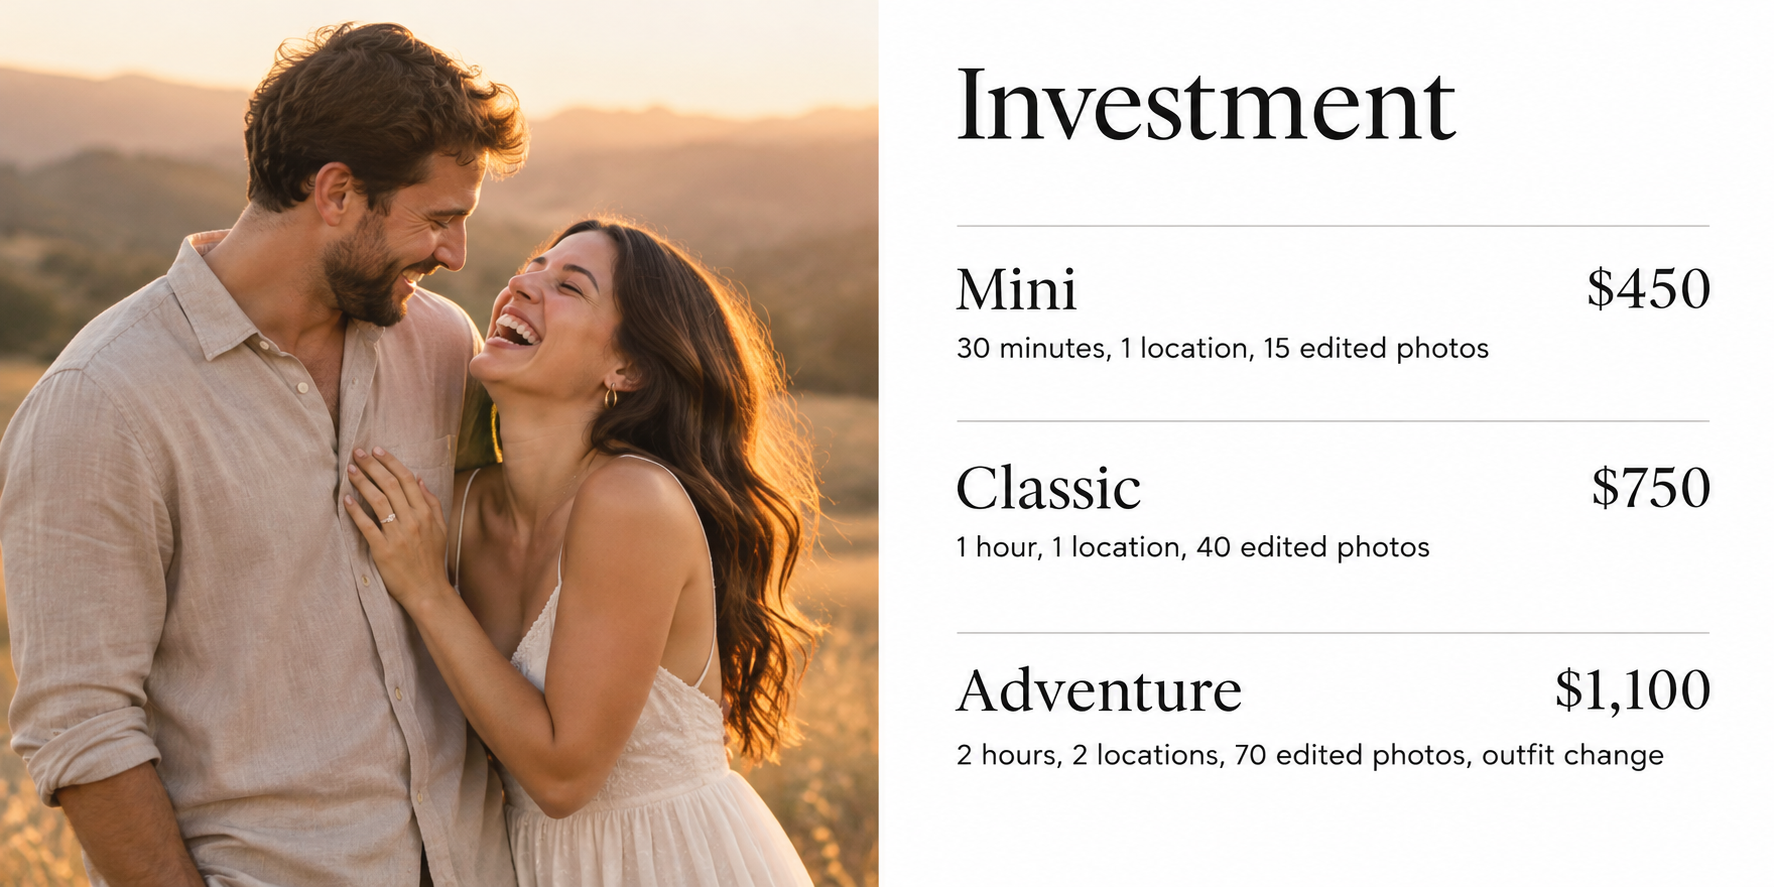 Investment
Mini $450
30 minutes, 1 location, 15 edited photos
Classic $750
1 hour, 1 location, 40 edited photos
Adventure $1,100
2 hours, 2 locations, 70 edited photos, outfit change